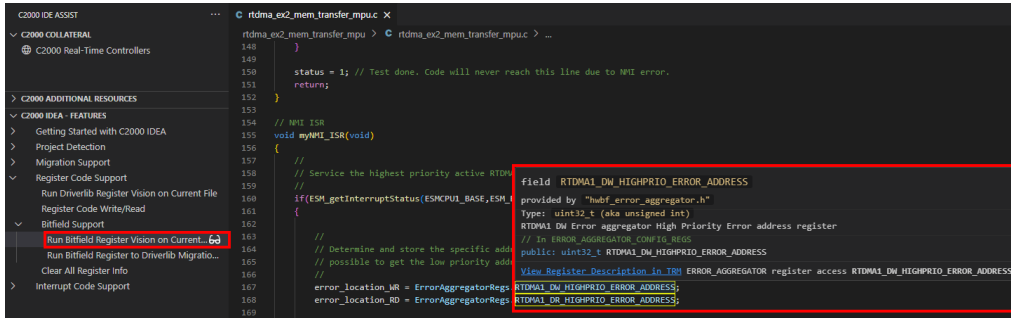 C2000 IDE ASSIST
···
C2000 COLLATERAL
C2000 Real-Time Controllers
C2000 ADDITIONAL RESOURCES
C2000 IDEA - FEATURES
Getting Started with C2000 IDEA
Project Detection
Migration Support
Register Code Support
Run Driverlib Register Vision on Current File
Register Code Write/Read
Bitfield Support
Run Bitfield Register Vision on Current...
Run Bitfield Register to Driverlib Migratio...
Clear All Register Info
Interrupt Code Support
C rtdma_ex2_mem_transfer_mpu.c ×
rtdma_ex2_mem_transfer_mpu > C rtdma_ex2_mem_transfer_mpu.c > ...
148 }
149
150 status = 1; // Test done. Code will never reach this line due to NMI error.
151 return;
152 }
153
154 // NMI ISR
155 void myNMI_ISR(void)
156 {
157 //
158 // Service the highest priority active RTDM
159 //
160 if(ESM_getInterruptStatus(ESMCPU1_BASE,ESM_
161 {
162
163 //
164 // Determine and store the specific addr
165 // possible to get the low priority addr
166 //
167 error_location_WR = ErrorAggregatorRegs.RTDMA1_DW_HIGHPRIO_ERROR_ADDRESS;
168 error_location_RD = ErrorAggregatorRegs.RTDMA1_DR_HIGHPRIO_ERROR_ADDRESS;
169
field RTDMA1_DW_HIGHPRIO_ERROR_ADDRESS
provided by "hwbf_error_aggregator.h"
Type: uint32_t (aka unsigned int)
RTDMA1 DW Error aggregator High Priority Error address register
// In ERROR_AGGREGATOR_CONFIG_REGS
public: uint32_t RTDMA1_DW_HIGHPRIO_ERROR_ADDRESS
View Register Description in TRM ERROR_AGGREGATOR register access RTDMA1_DW_HIGHPRIO_ERROR_ADDRESS